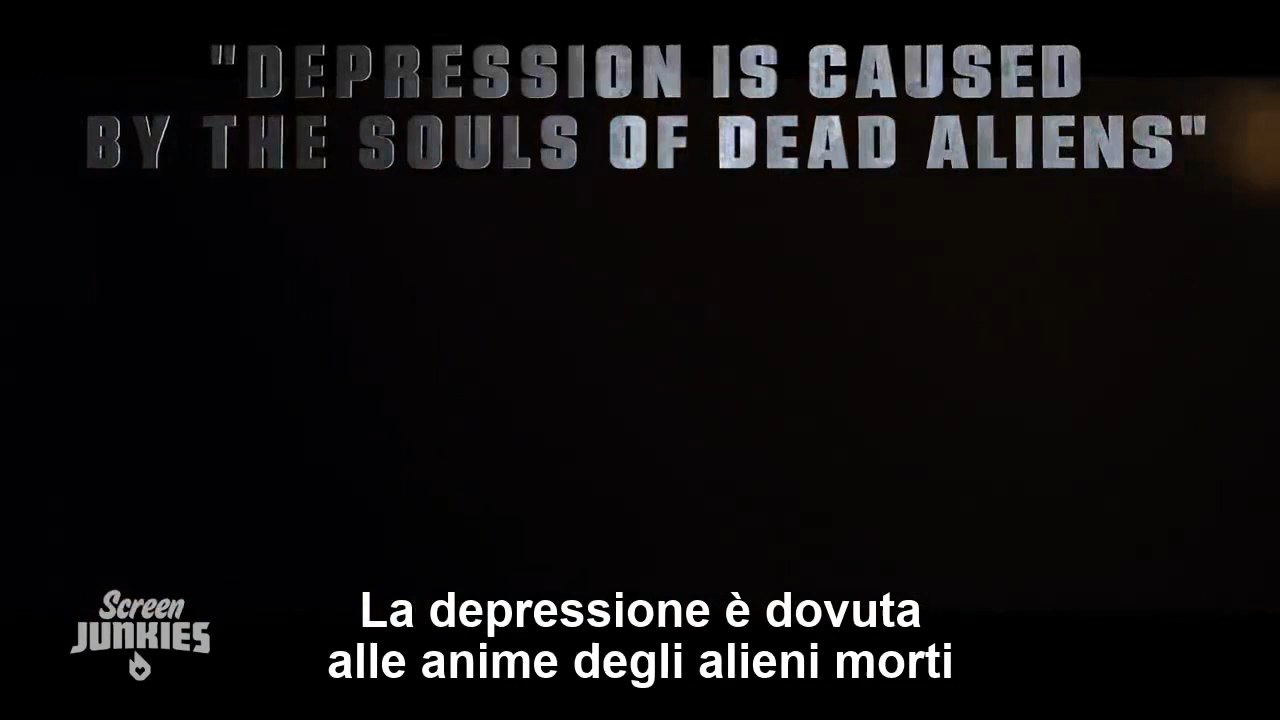 "DEPRESSION IS CAUSED
BY THE SOULS OF DEAD ALIENS"
Screen
JUNKIES
La depressione è dovuta
alle anime degli alieni morti